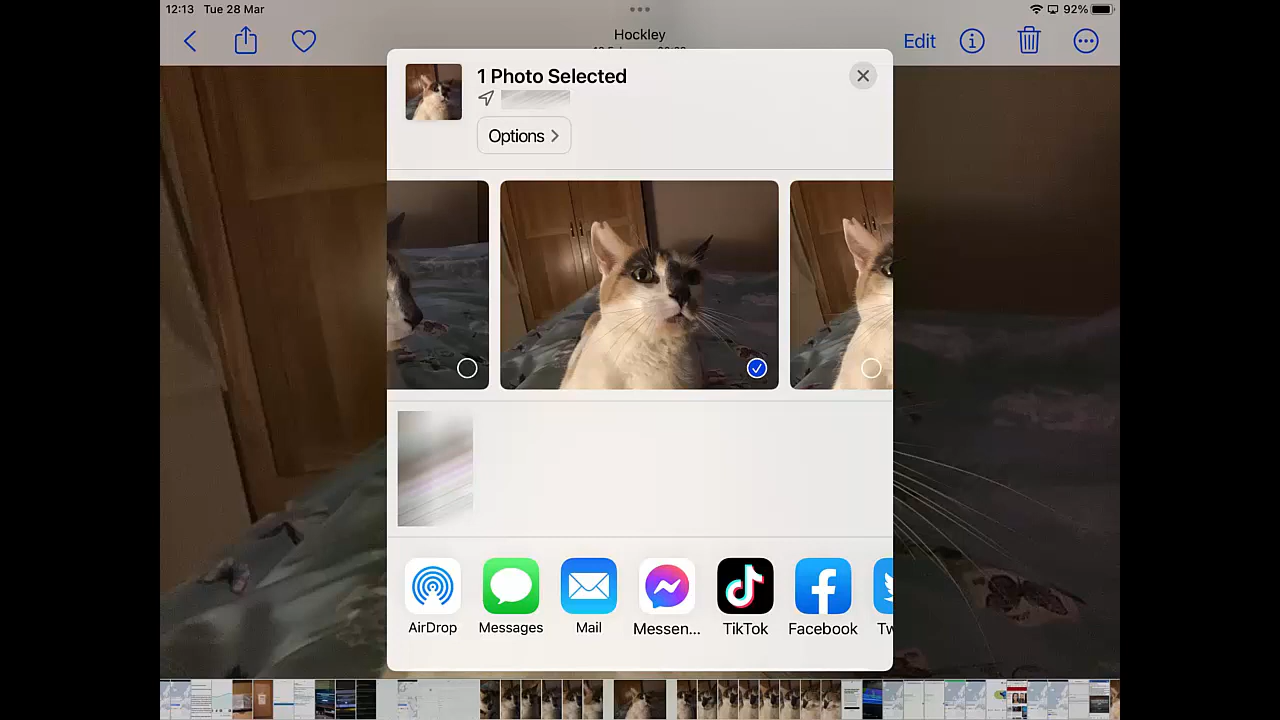 12:13 Tue 28 Mar
92%
Hockley
Edit
1 Photo Selected
Options
AirDrop
Messages
Mail
Messen...
TikTok
Facebook